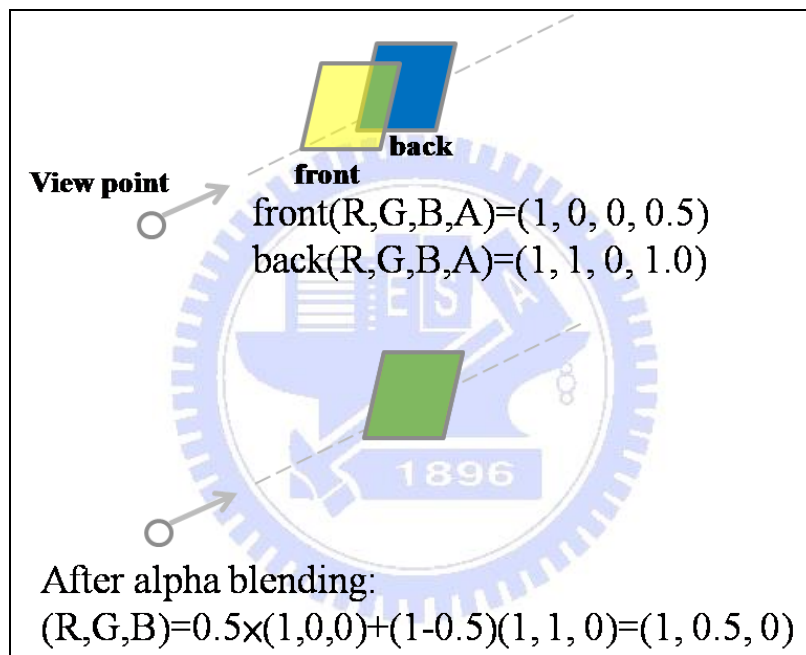 back
front
View point
front(R,G,B,A)=(1, 0, 0, 0.5)
back(R,G,B,A)=(1, 1, 0, 1.0)
E S A
1896
After alpha blending:
(R,G,B)=0.5×(1,0,0)+(1-0.5)(1, 1, 0)=(1, 0.5, 0)